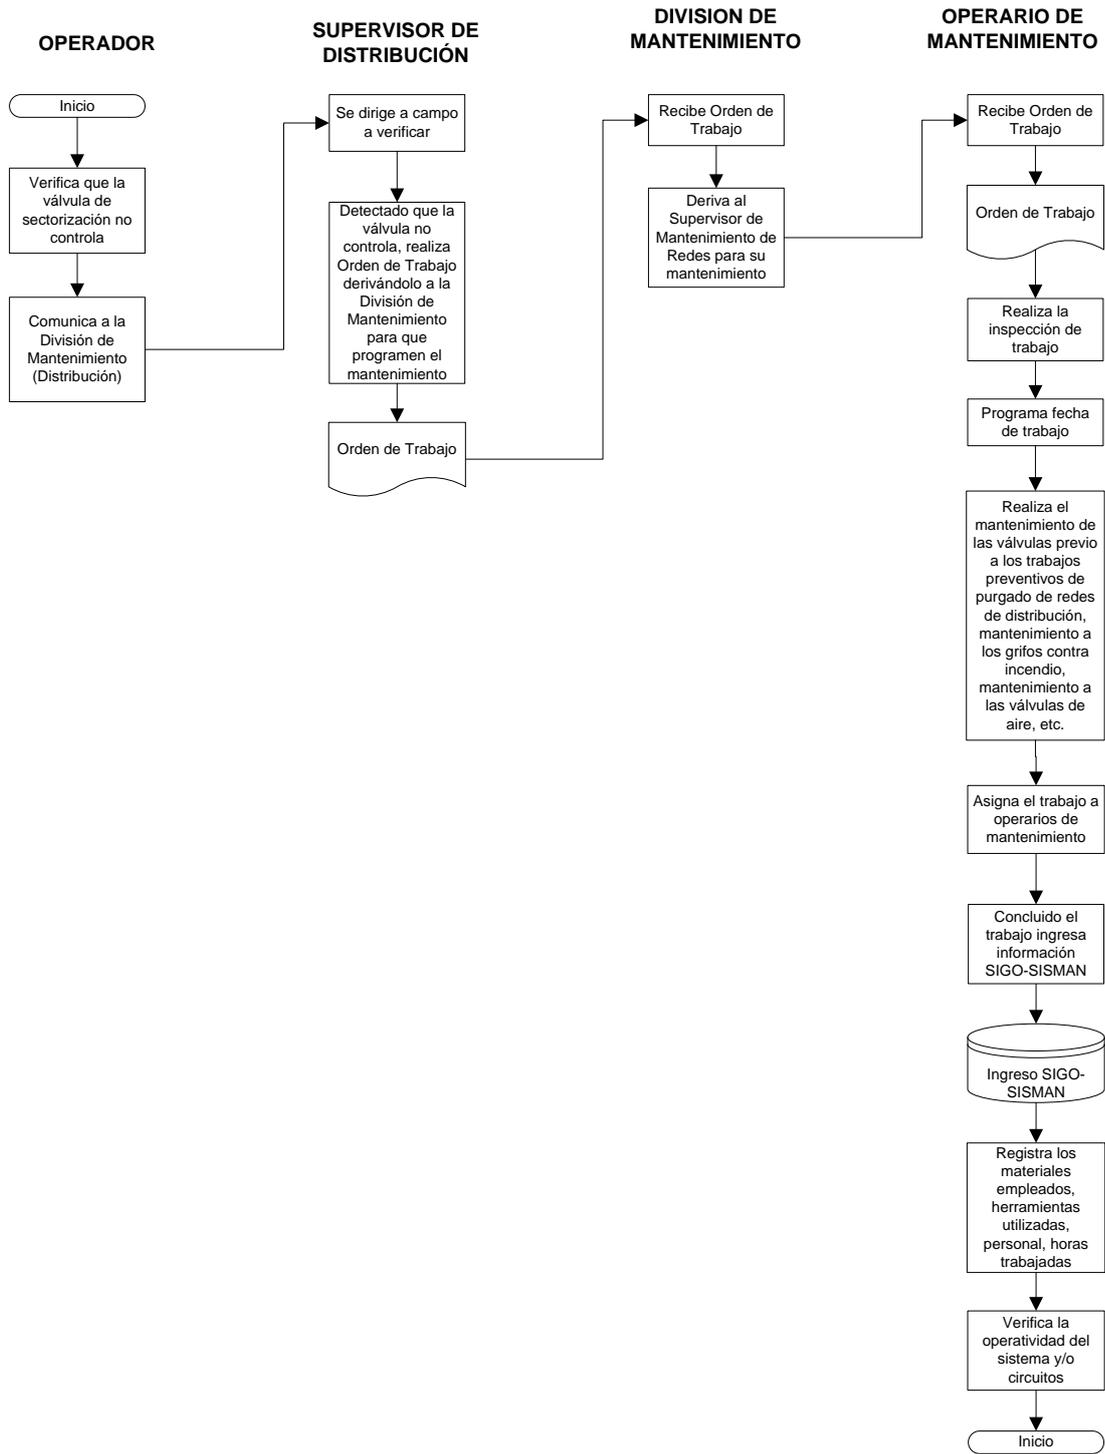 OPERADOR
Inicio
Verifica que la
válvula de
sectorización no
controla
Comunica a la
División de
Mantenimiento
(Distribución)
SUPERVISOR DE
DISTRIBUCIÓN
Se dirige a campo
a verificar
Detectado que la
válvula no
controla, realiza
Orden de Trabajo
derivándolo a la
División de
Mantenimiento
para que
programen el
mantenimiento
Orden de Trabajo
DIVISION DE
MANTENIMIENTO
Recibe Orden de
Trabajo
Deriva al
Supervisor de
Mantenimiento de
Redes para su
mantenimiento
OPERARIO DE
MANTENIMIENTO
Recibe Orden de
Trabajo
Orden de Trabajo
Realiza la
inspección de
trabajo
Programa fecha
de trabajo
Realiza el
mantenimiento de
las válvulas previo
a los trabajos
preventivos de
purgado de redes
de distribución,
mantenimiento a
los grifos contra
incendio,
mantenimiento a
las válvulas de
aire, etc.
Asigna el trabajo a
operarios de
mantenimiento
Concluido el
trabajo ingresa
información
SIGO-SISMAN
Ingreso SIGO-
SISMAN
Registra los
materiales
empleados,
herramientas
utilizadas,
personal, horas
trabajadas
Verifica la
operatividad del
sistema y/o
circuitos
Inicio